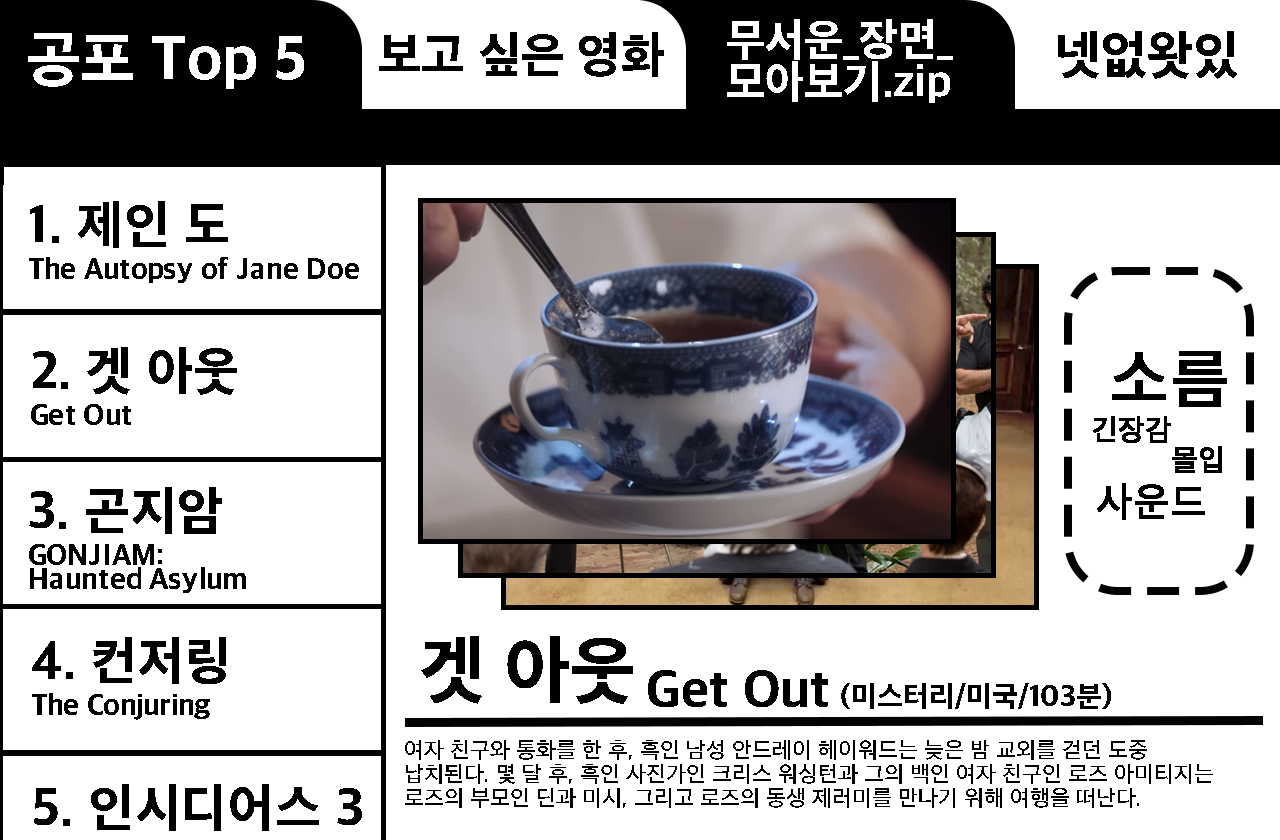 공포 Top 5
보고 싶은 영화
무서운_장면_
모아보기.zip
넷없왓있
1. 제인 도
The Autopsy of Jane Doe
2. 겟 아웃
Get Out
3. 곤지암
GONJIAM:
Haunted Asylum
4. 컨저링
The Conjuring
5. 인시디어스 3
소름
긴장감
몰입
사운드
겟 아웃 Get Out (미스터리/미국/103분)
여자 친구와 통화를 한 후, 흑인 남성 안드레이 헤이워드는 늦은 밤 교외를 걷던 도중
납치된다. 몇 달 후, 흑인 사진가인 크리스 워싱턴과 그의 백인 여자 친구인 로즈 아미티지는
로즈의 부모인 딘과 미시, 그리고 로즈의 동생 제러미를 만나기 위해 여행을 떠난다.